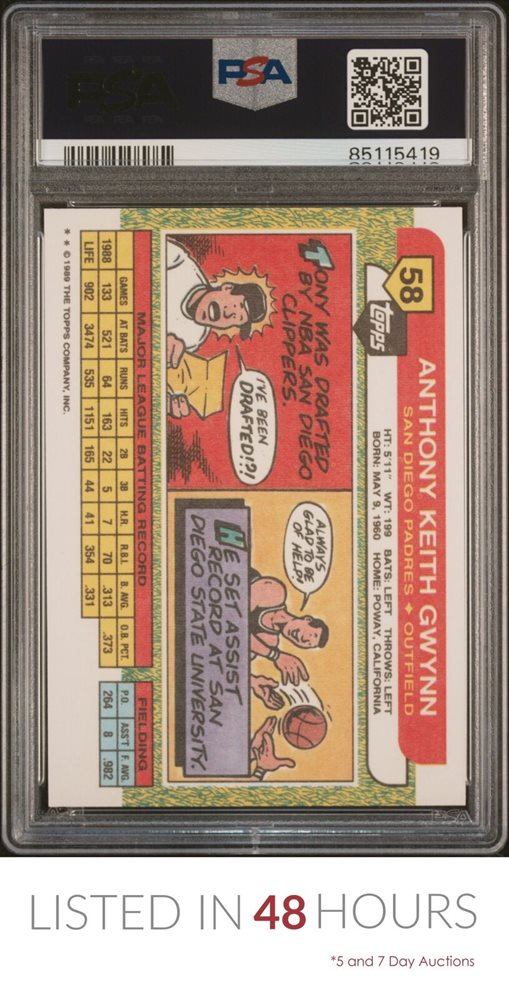 PSA
PSA
85115419
58
TOPPS
ANTHONY KEITH GWYNN
SAN DIEGO PADRES ♦ OUTFIELD
HT: 5'11" WT: 199 BATS: LEFT THROWS: LEFT
BORN: MAY 9, 1960 HOME: POWAY, CALIFORNIA
TONY WAS DRAFTED
BY NBA SAN DIEGO
CLIPPERS.
I'VE BEEN
DRAFTED!?!
ALWAYS
GLAD TO BE
OF HELP!
HE SET ASSIST
RECORD AT SAN
DIEGO STATE UNIVERSITY.
MAJOR LEAGUE BATTING RECORD FIELDING
GAMES AT BATS RUNS HITS 2B 3B H.R. R.B.I. B. AVG. O.B. PCT. P.O. ASS'T F. AVG.
1988 133 521 64 163 22 5 7 70 .313 .373 264 8 .982
LIFE 902 3474 535 1151 165 44 41 354 .331
* * © 1989 THE TOPPS COMPANY, INC.
PSA
LISTED IN 48 HOURS
*5 and 7 Day Auctions